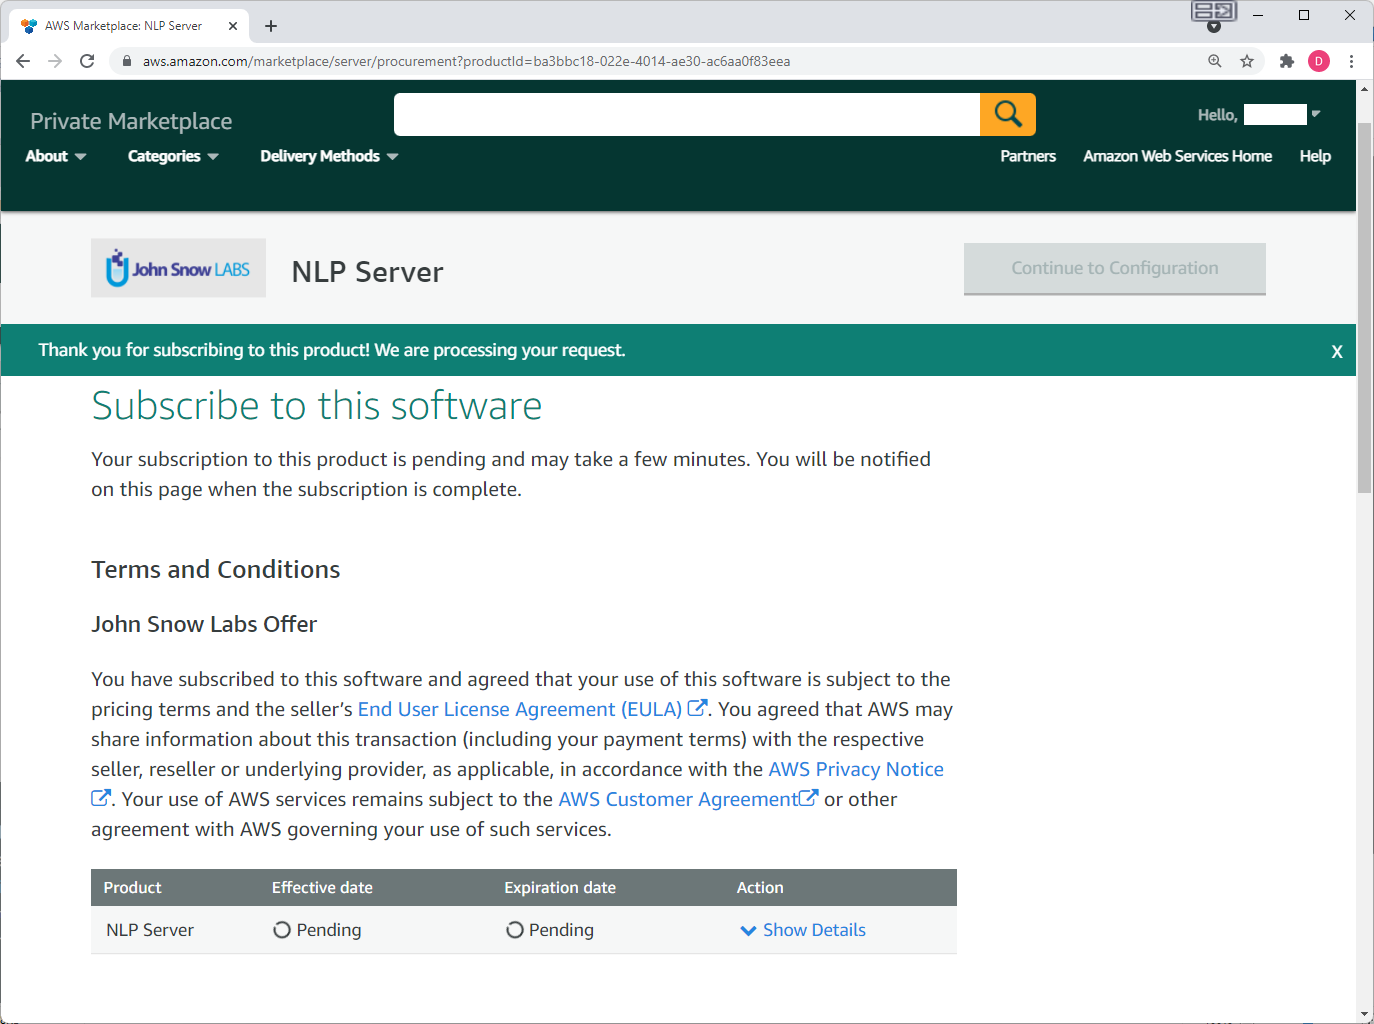 AWS Marketplace: NLP Server
aws.amazon.com/marketplace/server/procurement?productId=ba3bbc18-022e-4014-ae30-ac6aa0f83eea
D
Private Marketplace
Hello,
About
Categories
Delivery Methods
Partners
Amazon Web Services Home
Help
John Snow LABS
NLP Server
Continue to Configuration
Thank you for subscribing to this product! We are processing your request.
X
Subscribe to this software
Your subscription to this product is pending and may take a few minutes. You will be notified
on this page when the subscription is complete.
Terms and Conditions
John Snow Labs Offer
You have subscribed to this software and agreed that your use of this software is subject to the
pricing terms and the seller’s End User License Agreement (EULA) . You agreed that AWS may
share information about this transaction (including your payment terms) with the respective
seller, reseller or underlying provider, as applicable, in accordance with the AWS Privacy Notice
. Your use of AWS services remains subject to the AWS Customer Agreement or other
agreement with AWS governing your use of such services.
Product Effective date Expiration date Action
NLP Server Pending Pending Show Details